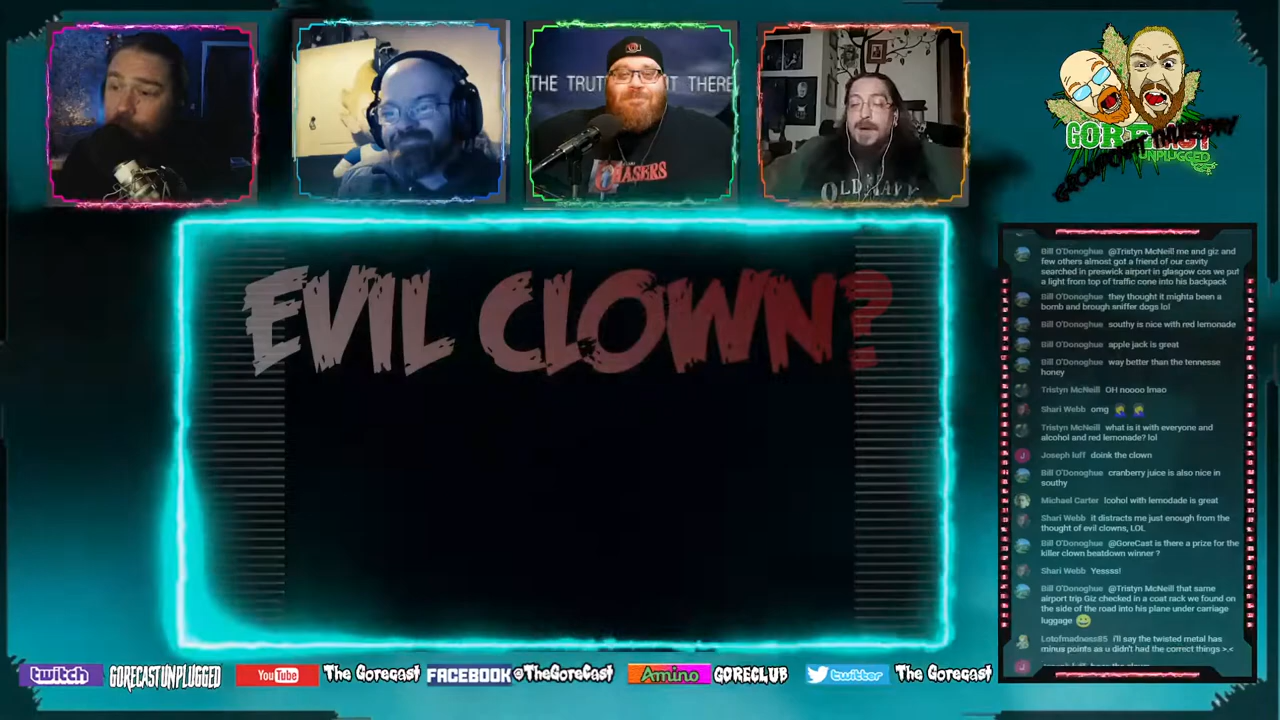 THE TRUT
T THERE
CHASERS
OLD NAVY
GORECAST
UNPLUGGED
THURSDAY
EVIL CLOWN?
Bill O'Donoghue @Tristyn McNeill me and giz and
few others almost got a friend of our cavity
searched in preswick airport in glasgow cos we put
a light from top of traffic cone into his backpack
Bill O'Donoghue they thought it mighta been a
bomb and brough sniffer dogs lol
Bill O'Donoghue southy is nice with red lemonade
Bill O'Donoghue apple jack is great
Bill O'Donoghue way better than the tennesse
honey
Tristyn McNeill OH noooo lmao
Shari Webb omg
Tristyn McNeill what is it with everyone and
alcohol and red lemonade? lol
Joseph luff doink the clown
Bill O'Donoghue cranberry juice is also nice in
southy
Michael Carter lcohol with lemodade is great
Shari Webb it distracts me just enough from the
thought of evil clowns, LOL
Bill O'Donoghue @GoreCast is there a prize for the
killer clown beatdown winner ?
Shari Webb Yessss!
Bill O'Donoghue @Tristyn McNeill that same
airport trip Giz checked in a coat rack we found on
the side of the road into his plane under carriage
luggage
Lotofmadness85 i'll say the twisted metal has
minus points as u didn't had the correct things >.<
twitch GORECASTUNPLUGGED YouTube The Gorecast FACEBOOK @TheGoreCast Amino GORECLUB twitter The Gorecast